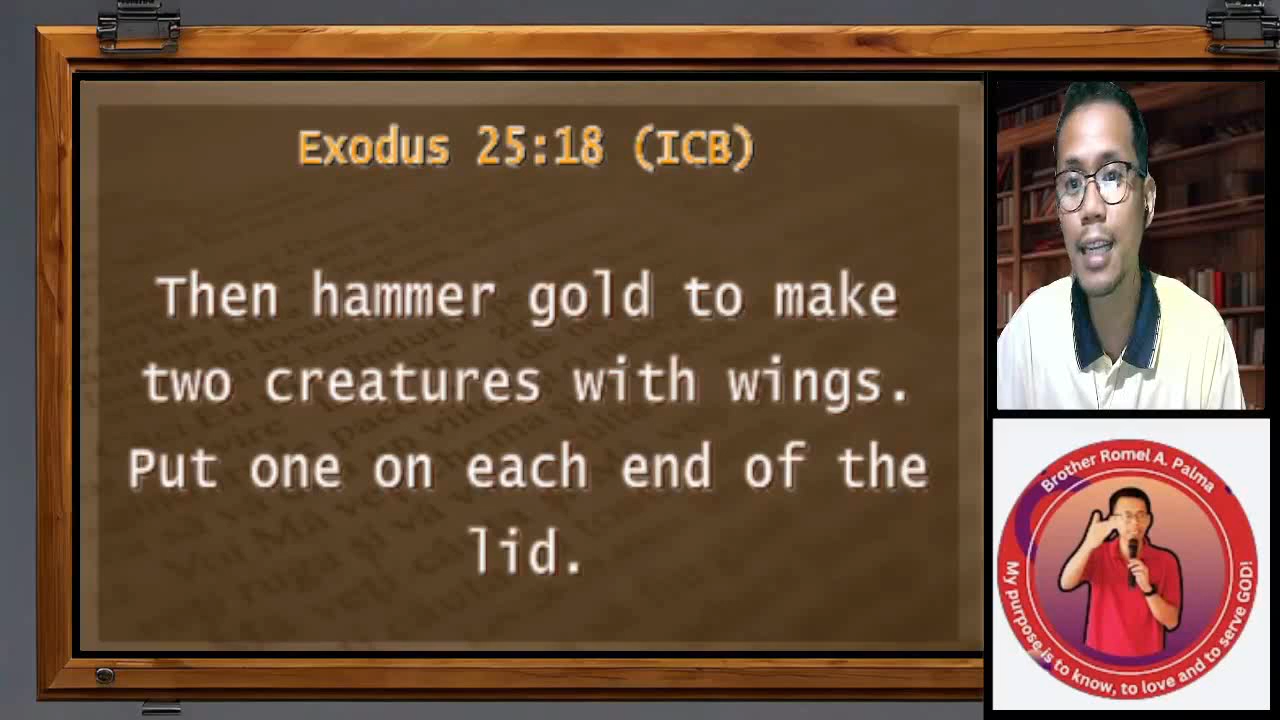 Exodus 25:18 (ICB)
Then hammer gold to make
two creatures with wings.
Put one on each end of the
lid.
Brother Romel A. Palma
My purpose is to know, to love and to serve GOD!